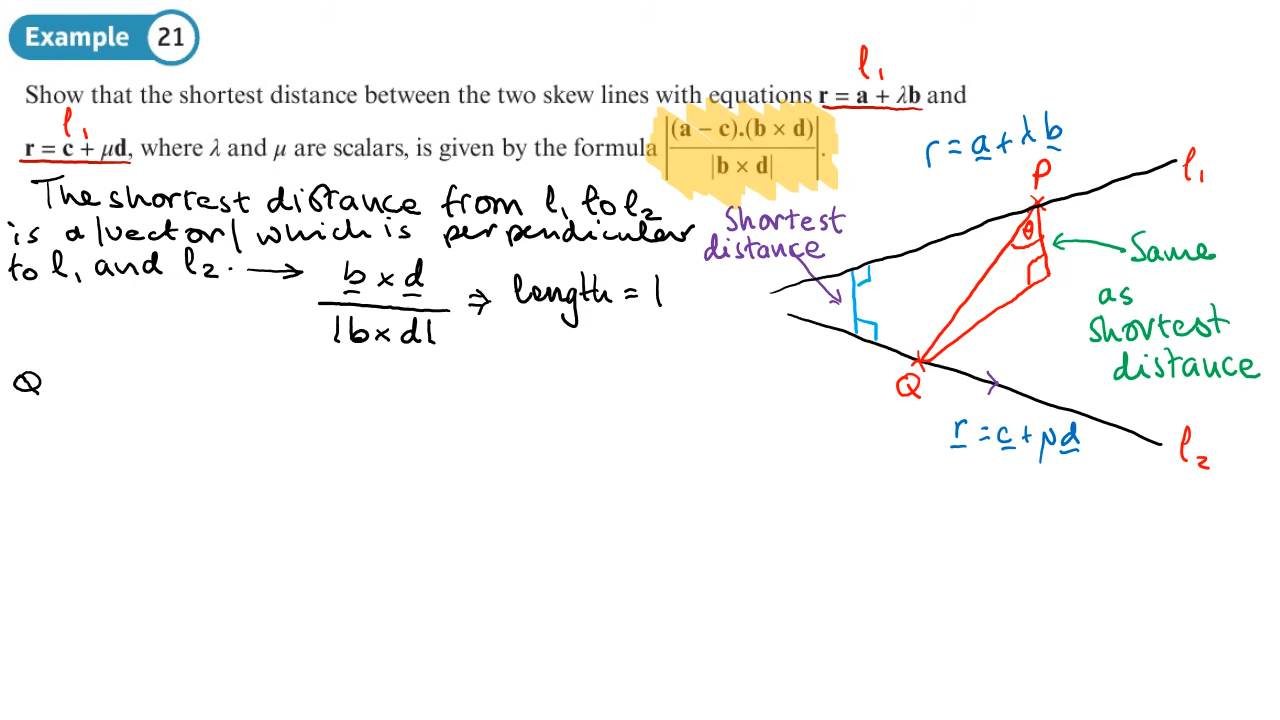 Example 21
l₁
Show that the shortest distance between the two skew lines with equations r = a + λb and
l₁
r = c + μd, where λ and μ are scalars, is given by the formula |(a − c).(b × d) / |b × d||.
r = a + λ b
P
l₁
The shortest distance from l₁ to l₂
is a |vector| which is perpendicular
to l₁ and l₂. → b × d / |b × d| ⇒ length = 1
Shortest
distance
θ
Same
as
shortest
distance
Q
Q
r = c + μd
l₂